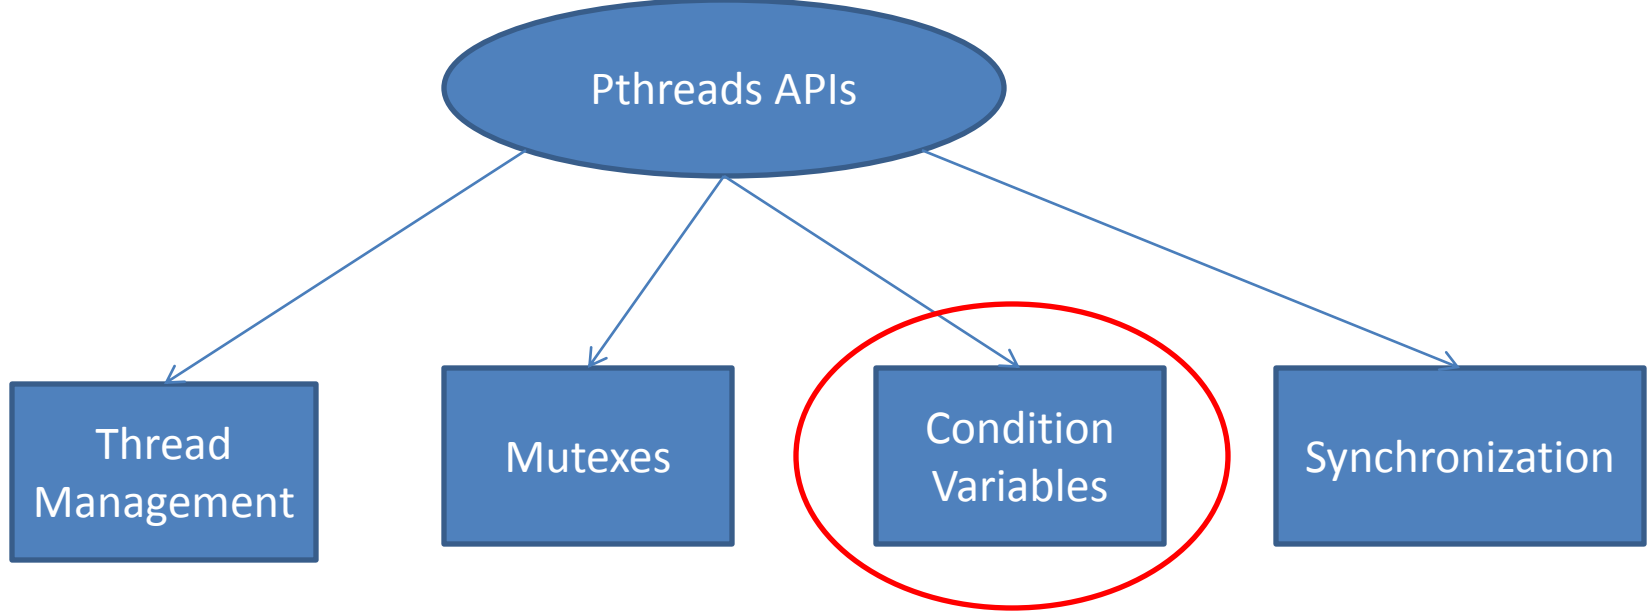 Pthreads APIs
Thread
Management
Mutexes
Condition
Variables
Synchronization